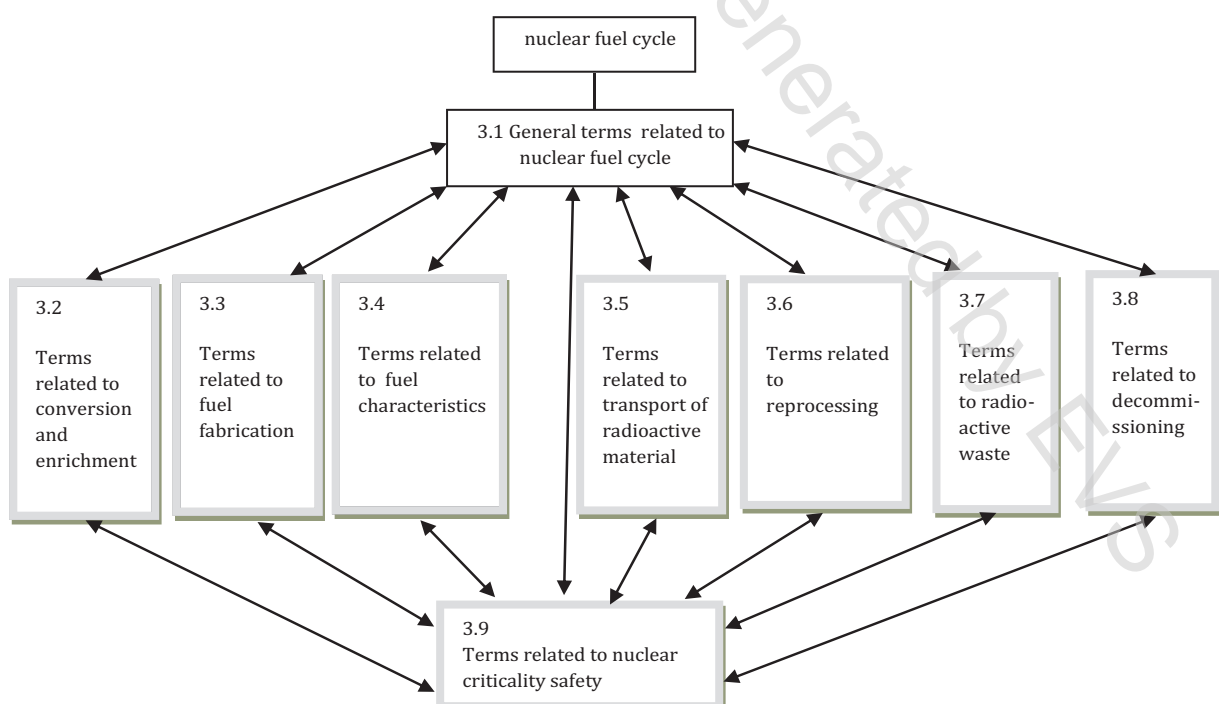 nuclear fuel cycle
3.1 General terms related to
nuclear fuel cycle
3.2
Terms
related to
conversion
and
enrichment
3.3
Terms
related to
fuel
fabrication
3.4
Terms related
to fuel
characteristics
3.5
Terms
related to
transport of
radioactive
material
3.6
Terms related
to
reprocessing
3.7
Terms
related
to radio-
active
waste
3.8
Terms
related to
decommi-
ssioning
3.9
Terms related to nuclear
criticality safety
enerated by EVS